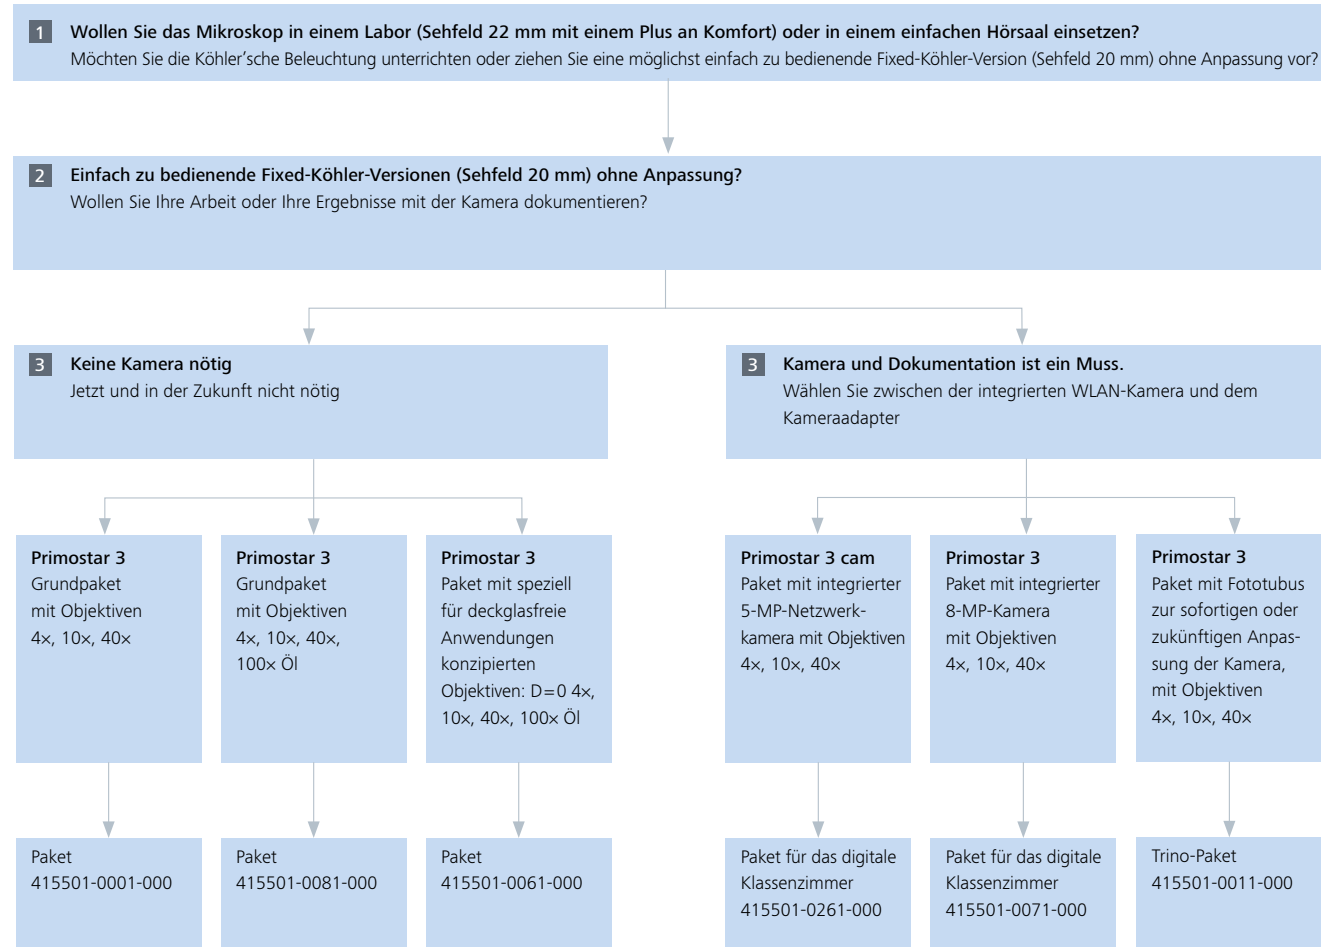 1 Wollen Sie das Mikroskop in einem Labor (Sehfeld 22 mm mit einem Plus an Komfort) oder in einem einfachen Hörsaal einsetzen?
Möchten Sie die Köhler’sche Beleuchtung unterrichten oder ziehen Sie eine möglichst einfach zu bedienende Fixed-Köhler-Version (Sehfeld 20 mm) ohne Anpassung vor?
2 Einfach zu bedienende Fixed-Köhler-Versionen (Sehfeld 20 mm) ohne Anpassung?
Wollen Sie Ihre Arbeit oder Ihre Ergebnisse mit der Kamera dokumentieren?
3 Keine Kamera nötig
Jetzt und in der Zukunft nicht nötig
3 Kamera und Dokumentation ist ein Muss.
Wählen Sie zwischen der integrierten WLAN-Kamera und dem
Kameraadapter
Primostar 3
Grundpaket
mit Objektiven
4×, 10×, 40×
Primostar 3
Grundpaket
mit Objektiven
4×, 10×, 40×,
100× Öl
Primostar 3
Paket mit speziell
für deckglasfreie
Anwendungen
konzipierten
Objektiven: D=0 4×,
10×, 40×, 100× Öl
Primostar 3 cam
Paket mit integrierter
5-MP-Netzwerk-
kamera mit Objektiven
4×, 10×, 40×
Primostar 3
Paket mit integrierter
8-MP-Kamera
mit Objektiven
4×, 10×, 40×
Primostar 3
Paket mit Fototubus
zur sofortigen oder
zukünftigen Anpas-
sung der Kamera,
mit Objektiven
4×, 10×, 40×
Paket
415501-0001-000
Paket
415501-0081-000
Paket
415501-0061-000
Paket für das digitale
Klassenzimmer
415501-0261-000
Paket für das digitale
Klassenzimmer
415501-0071-000
Trino-Paket
415501-0011-000